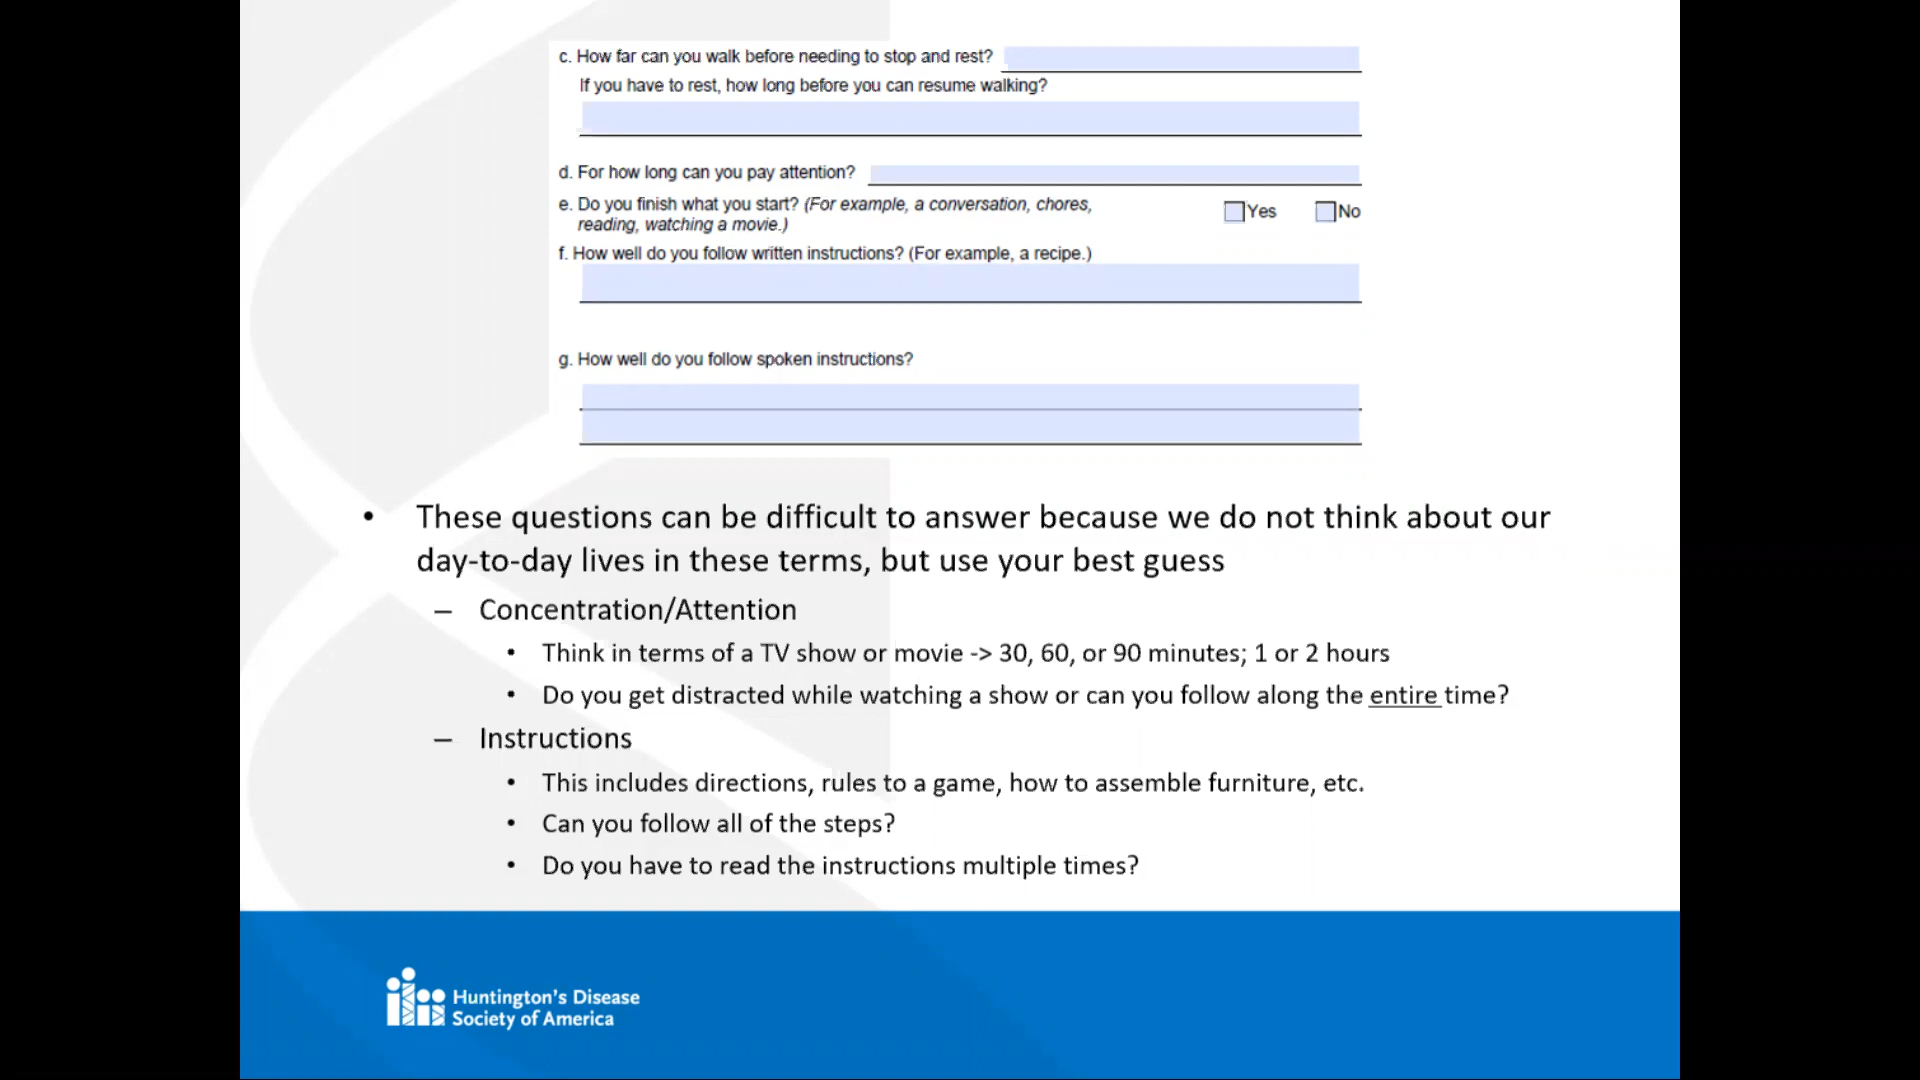 c. How far can you walk before needing to stop and rest?
If you have to rest, how long before you can resume walking?
d. For how long can you pay attention?
e. Do you finish what you start? (For example, a conversation, chores,
reading, watching a movie.)
Yes
No
f. How well do you follow written instructions? (For example, a recipe.)
g. How well do you follow spoken instructions?
• These questions can be difficult to answer because we do not think about our
day-to-day lives in these terms, but use your best guess
– Concentration/Attention
• Think in terms of a TV show or movie -> 30, 60, or 90 minutes; 1 or 2 hours
• Do you get distracted while watching a show or can you follow along the entire time?
– Instructions
• This includes directions, rules to a game, how to assemble furniture, etc.
• Can you follow all of the steps?
• Do you have to read the instructions multiple times?
Huntington's Disease
Society of America